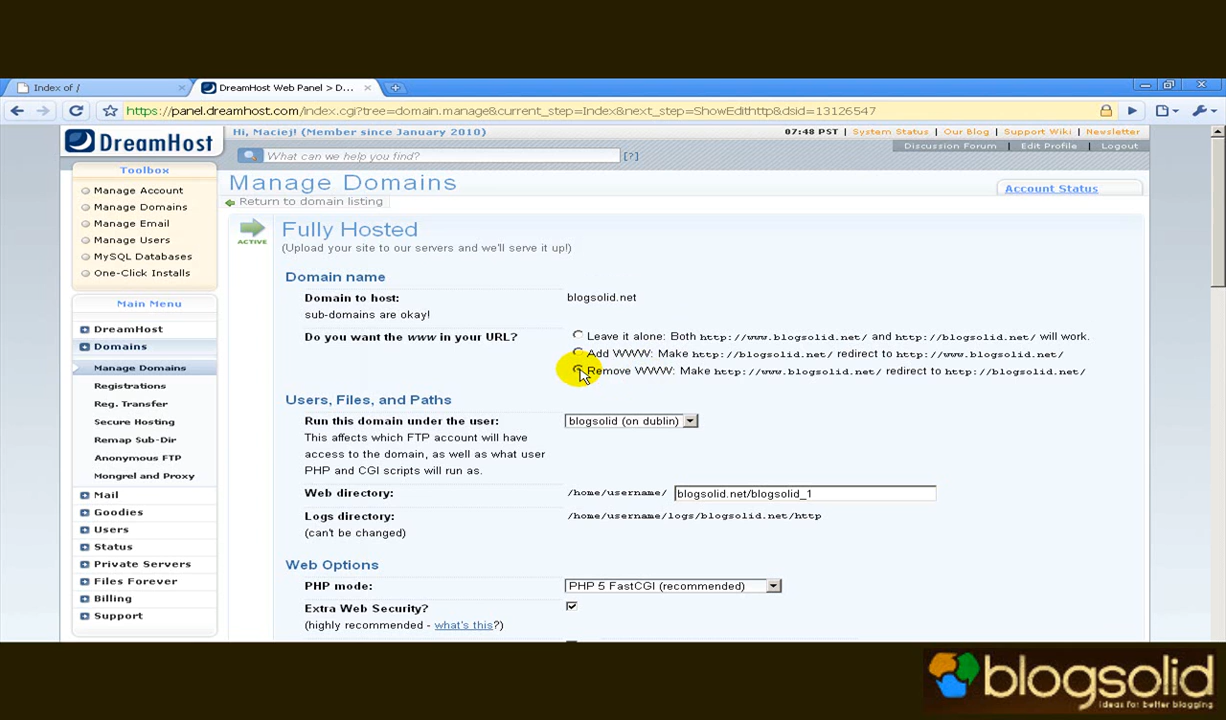 Index of /
DreamHost Web Panel > D...
https://panel.dreamhost.com/index.cgi?tree=domain.manage&current_step=Index&next_step=ShowEdithttp&dsid=13126547
DreamHost
Hi, Maciej! (Member since January 2010)
07:48 PST | System Status | Our Blog | Support Wiki | Newsletter
Discussion Forum | Edit Profile | Logout
What can we help you find?
[?]
Toolbox
Manage Account
Manage Domains
Manage Email
Manage Users
MySQL Databases
One-Click Installs
Main Menu
DreamHost
Domains
Manage Domains
Registrations
Reg. Transfer
Secure Hosting
Remap Sub-Dir
Anonymous FTP
Mongrel and Proxy
Mail
Goodies
Users
Status
Private Servers
Files Forever
Billing
Support
Manage Domains
Return to domain listing
Account Status
ACTIVE
Fully Hosted
(Upload your site to our servers and we'll serve it up!)
Domain name
Domain to host: blogsolid.net
sub-domains are okay!
Do you want the www in your URL?
Leave it alone: Both http://www.blogsolid.net/ and http://blogsolid.net/ will work.
Add WWW: Make http://blogsolid.net/ redirect to http://www.blogsolid.net/
Remove WWW: Make http://www.blogsolid.net/ redirect to http://blogsolid.net/
Users, Files, and Paths
Run this domain under the user: blogsolid (on dublin)
This affects which FTP account will have
access to the domain, as well as what user
PHP and CGI scripts will run as.
Web directory: /home/username/ blogsolid.net/blogsolid_1
Logs directory: /home/username/logs/blogsolid.net/http
(can't be changed)
Web Options
PHP mode: PHP 5 FastCGI (recommended)
Extra Web Security?
(highly recommended - what's this?)
blogsolid
ideas for better blogging